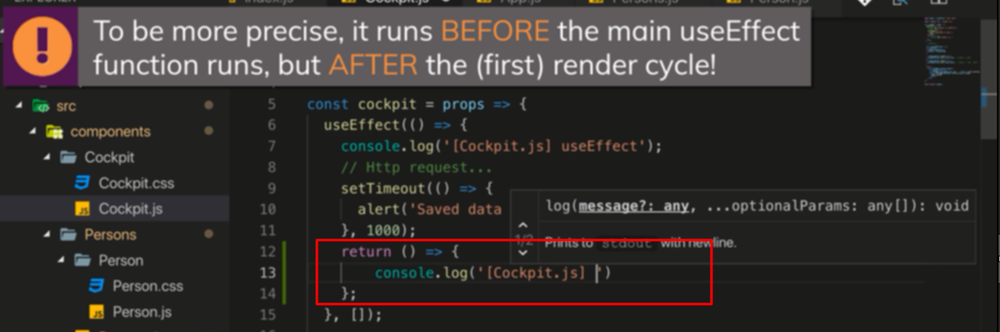 To be more precise, it runs BEFORE the main useEffect
function runs, but AFTER the (first) render cycle!
src
components
Cockpit
Cockpit.css
Cockpit.js
Persons
Person
Person.css
Person.js
5 const cockpit = props => {
6 useEffect(() => {
7 console.log('[Cockpit.js] useEffect');
8 // Http request...
9 setTimeout(() => {
10 alert('Saved data
11 }, 1000);
12 return () => {
13 console.log('[Cockpit.js] ')
14 };
15 }, []);
log(message?: any, ...optionalParams: any[]): void
1/2
Prints to stdout with newline.